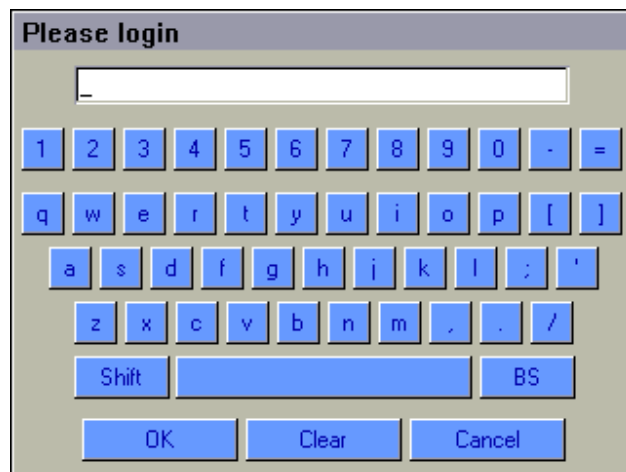 Please login
_
1 2 3 4 5 6 7 8 9 0 - =
q w e r t y u i o p [ ]
a s d f g h j k l ; '
z x c v b n m , . /
Shift BS
OK Clear Cancel